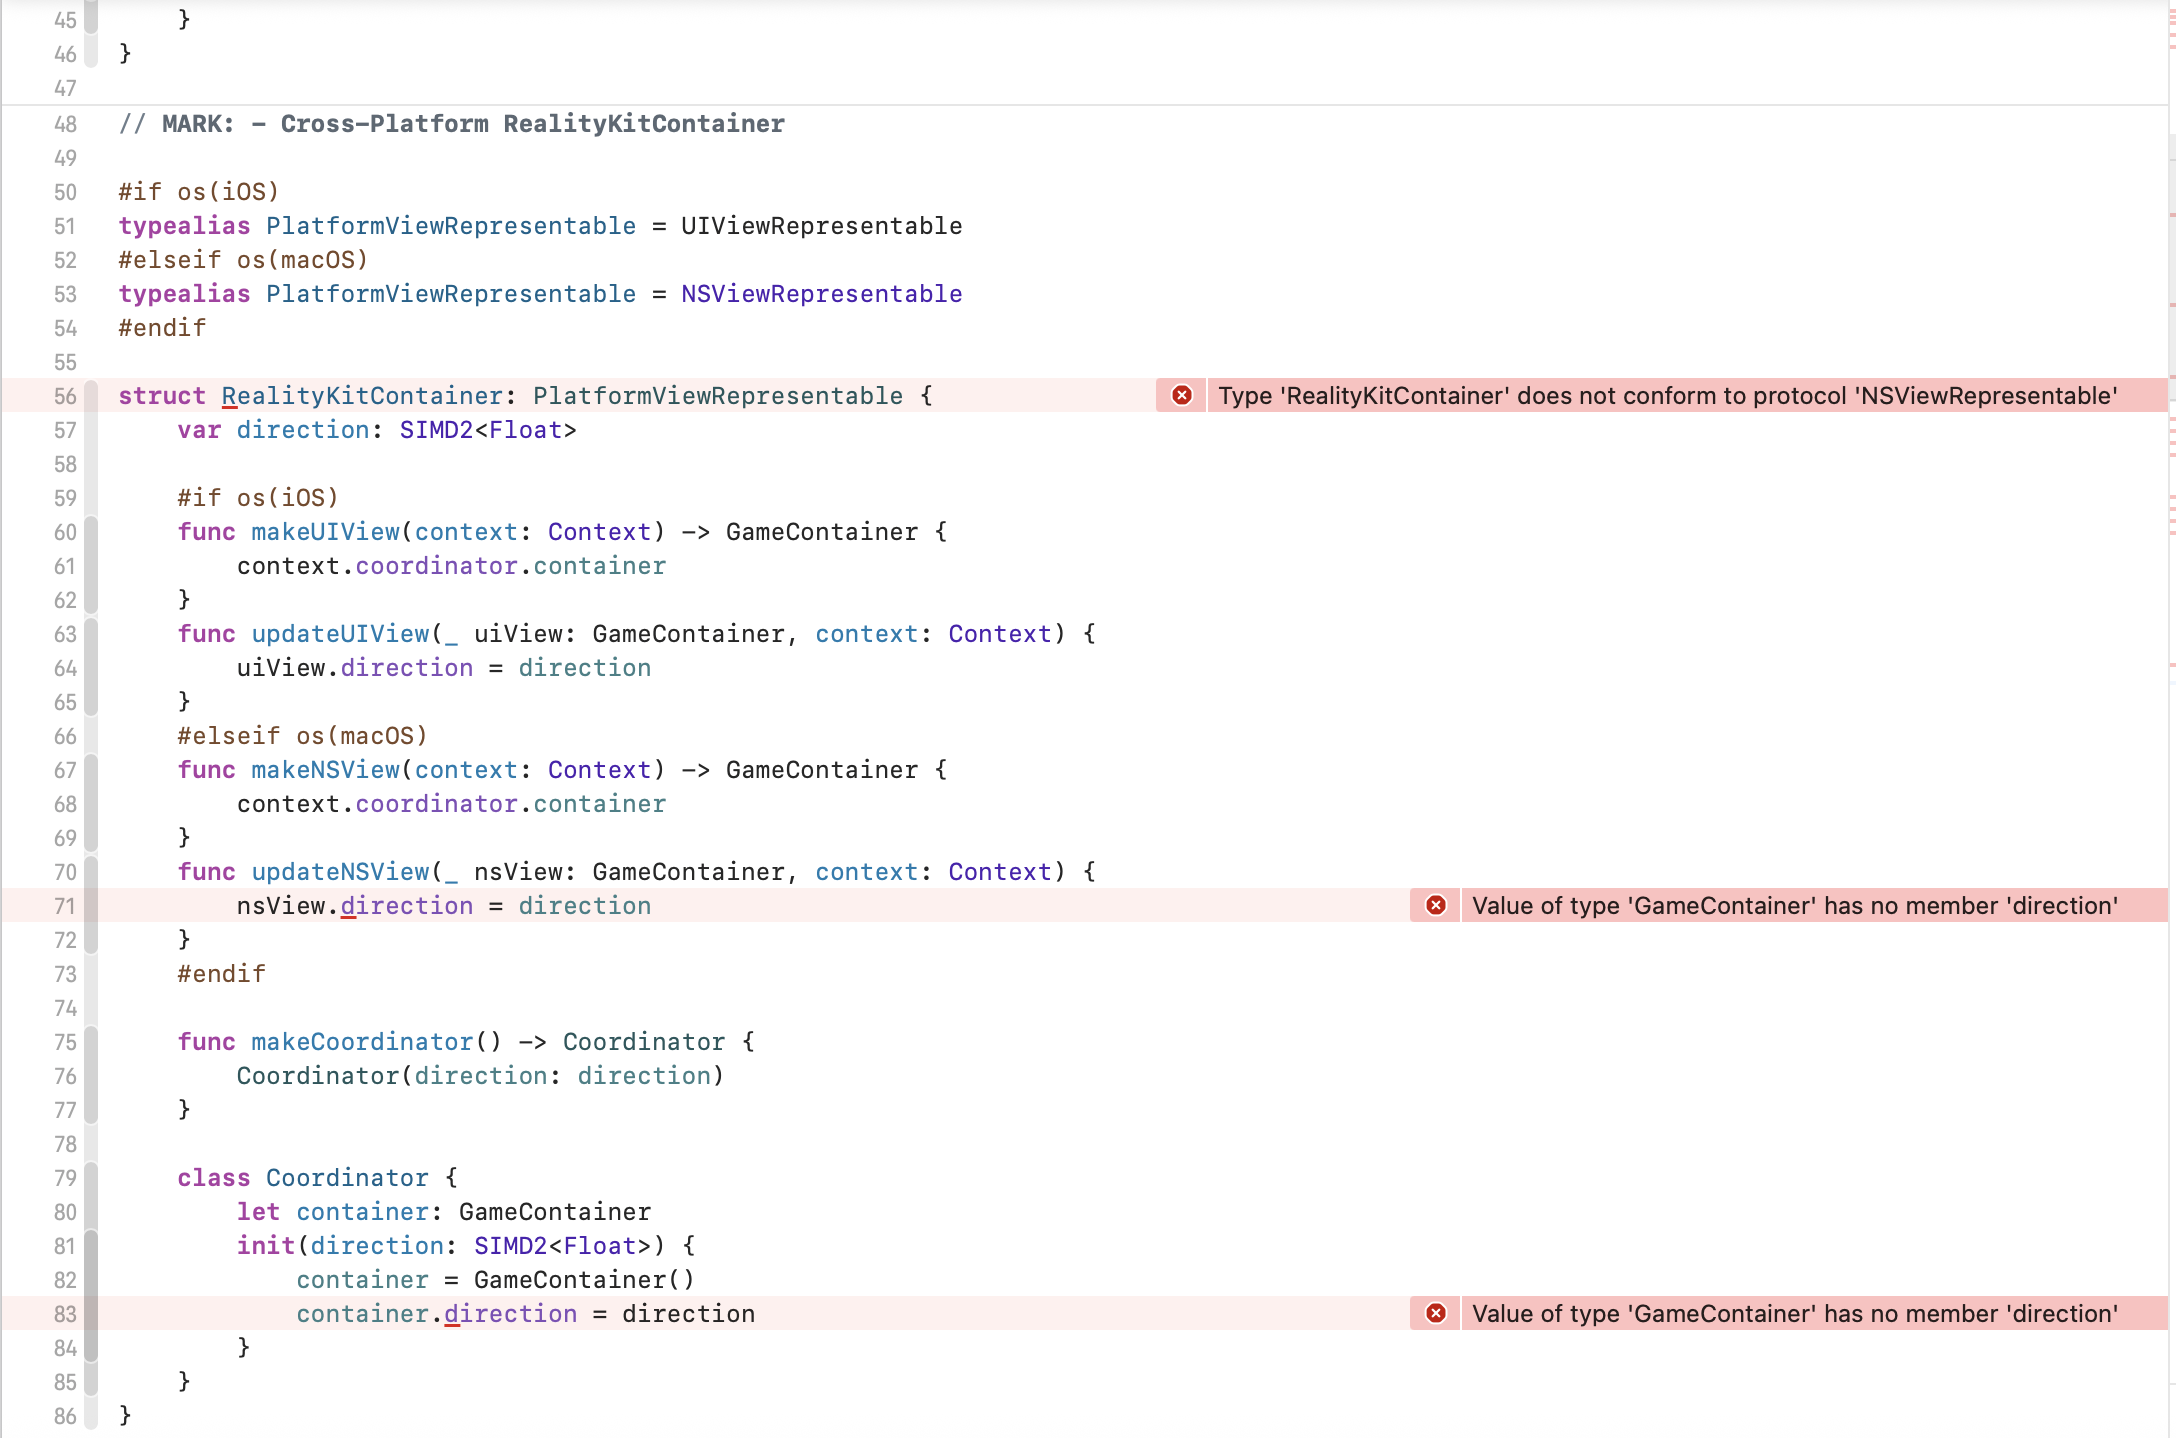 45        }
46    }
47
48    // MARK: - Cross-Platform RealityKitContainer
49
50    #if os(iOS)
51    typealias PlatformViewRepresentable = UIViewRepresentable
52    #elseif os(macOS)
53    typealias PlatformViewRepresentable = NSViewRepresentable
54    #endif
55
56    struct RealityKitContainer: PlatformViewRepresentable {    Type 'RealityKitContainer' does not conform to protocol 'NSViewRepresentable'
57        var direction: SIMD2<Float>
58
59        #if os(iOS)
60        func makeUIView(context: Context) -> GameContainer {
61            context.coordinator.container
62        }
63        func updateUIView(_ uiView: GameContainer, context: Context) {
64            uiView.direction = direction
65        }
66        #elseif os(macOS)
67        func makeNSView(context: Context) -> GameContainer {
68            context.coordinator.container
69        }
70        func updateNSView(_ nsView: GameContainer, context: Context) {
71            nsView.direction = direction    Value of type 'GameContainer' has no member 'direction'
72        }
73        #endif
74
75        func makeCoordinator() -> Coordinator {
76            Coordinator(direction: direction)
77        }
78
79        class Coordinator {
80            let container: GameContainer
81            init(direction: SIMD2<Float>) {
82                container = GameContainer()
83                container.direction = direction    Value of type 'GameContainer' has no member 'direction'
84            }
85        }
86    }